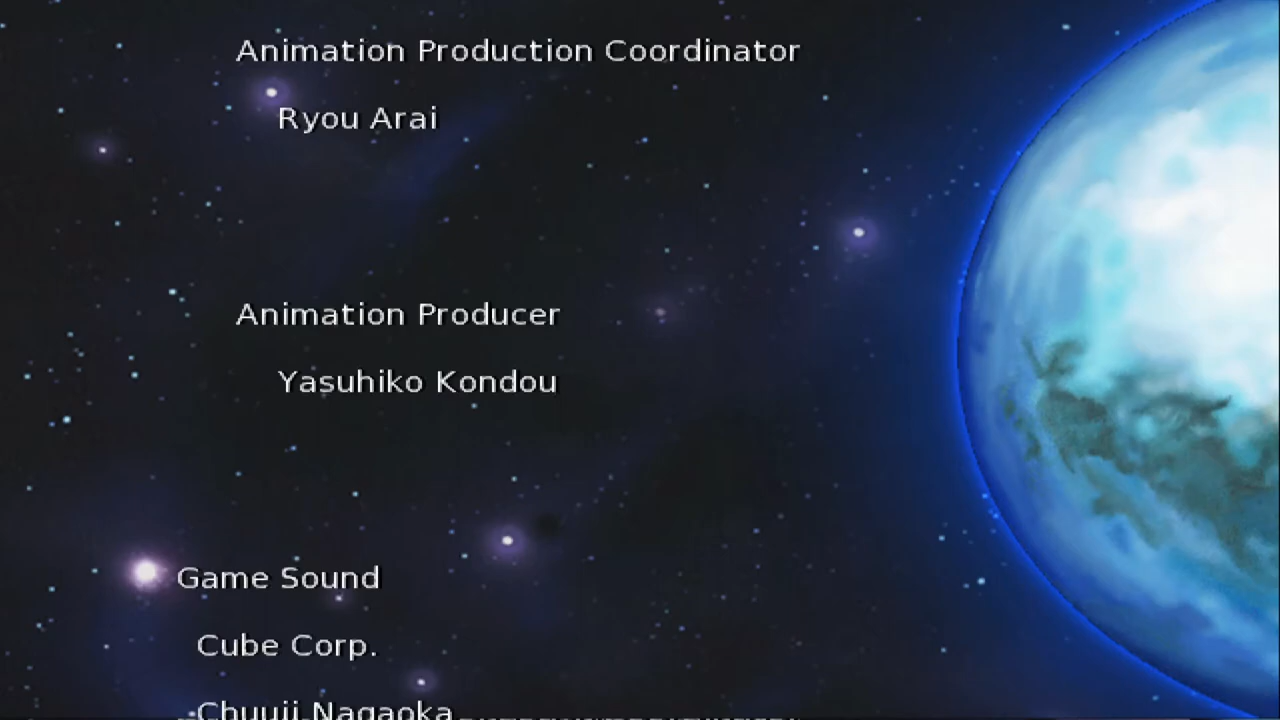 Animation Production Coordinator
Ryou Arai
Animation Producer
Yasuhiko Kondou
Game Sound
Cube Corp.
Chuuji Nagaoka